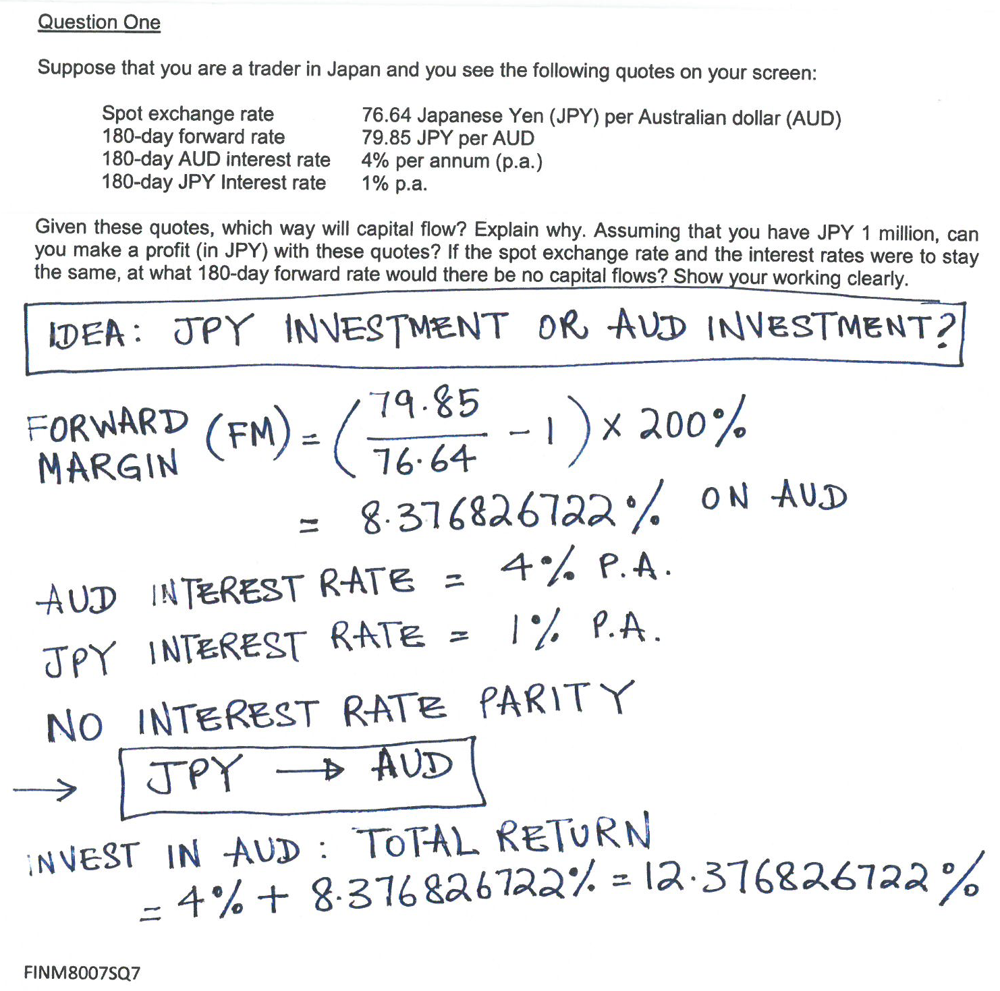 Question One
Suppose that you are a trader in Japan and you see the following quotes on your screen:
Spot exchange rate 76.64 Japanese Yen (JPY) per Australian dollar (AUD)
180-day forward rate 79.85 JPY per AUD
180-day AUD interest rate 4% per annum (p.a.)
180-day JPY Interest rate 1% p.a.
Given these quotes, which way will capital flow? Explain why. Assuming that you have JPY 1 million, can
you make a profit (in JPY) with these quotes? If the spot exchange rate and the interest rates were to stay
the same, at what 180-day forward rate would there be no capital flows? Show your working clearly.
IDEA: JPY INVESTMENT OR AUD INVESTMENT?
FORWARD MARGIN (FM) = (79.85 / 76.64 - 1) × 200%
= 8.376826722% ON AUD
AUD INTEREST RATE = 4% P.A.
JPY INTEREST RATE = 1% P.A.
NO INTEREST RATE PARITY
→ JPY → AUD
INVEST IN AUD: TOTAL RETURN
= 4% + 8.376826722% = 12.376826722%
FINM8007SQ7